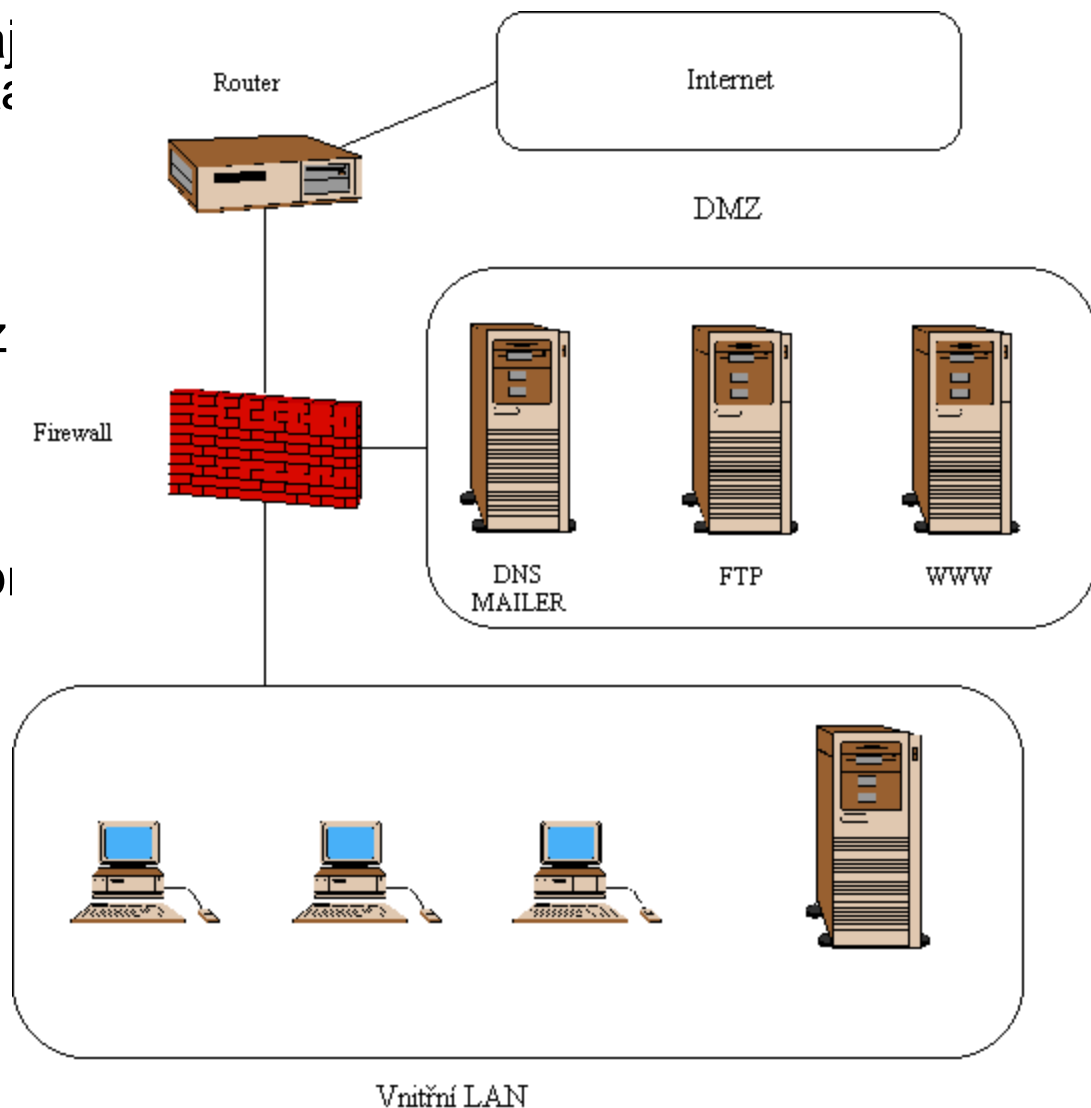 Router
Internet
DMZ
Firewall
DNS
MAILER
FTP
WWW
Vnitřní LAN